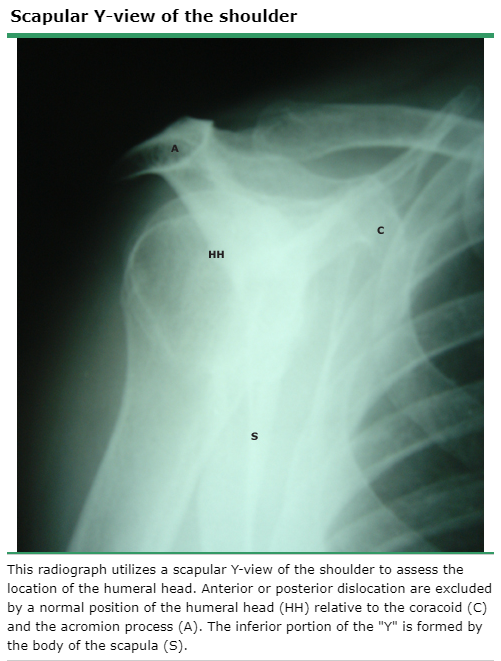 Scapular Y-view of the shoulder
A
C
HH
S
This radiograph utilizes a scapular Y-view of the shoulder to assess the
location of the humeral head. Anterior or posterior dislocation are excluded
by a normal position of the humeral head (HH) relative to the coracoid (C)
and the acromion process (A). The inferior portion of the "Y" is formed by
the body of the scapula (S).